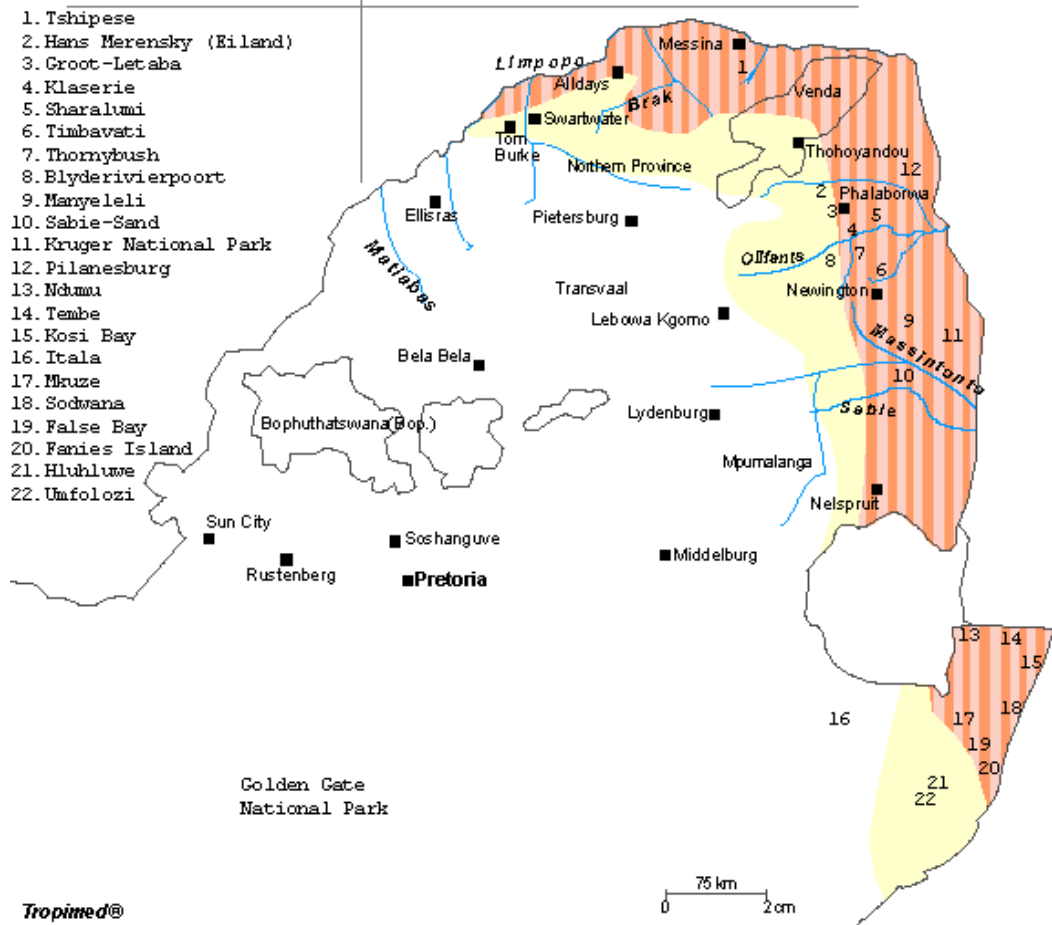 1. Tshipese
2. Hans Merensky (Eiland)
3. Groot-Letaba
4. Klaserie
5. Sharalumi
6. Timbavati
7. Thornybush
8. Blyderivierpoort
9. Manyeleli
10. Sabie-Sand
11. Kruger National Park
12. Pilanesburg
13. Ndumu
14. Tembe
15. Kosi Bay
16. Itala
17. Mkuze
18. Sodwana
19. False Bay
20. Fanies Island
21. Hluhluwe
22. Umfolozi
Messina
1
Limpopo
Alldays
Venda
Brak
Swartwater
Tom
Burke
Thohoyandou
Northern Province
12
2
Phalaborwa
Ellisras
3
5
Pietersburg
4
Matlabas
Olifants
8
7
6
Transvaal
Newington
Lebowa Kgomo
9
11
Massintonto
Bela Bela
10
Sabie
Lydenburg
Bophuthatswana(Bop.)
Mpumalanga
Nelspruit
Sun City
Soshanguve
Middelburg
Rustenberg
Pretoria
13
14
15
18
16
17
19
20
21
22
Golden Gate
National Park
75 km
0
2cm
Tropimed®